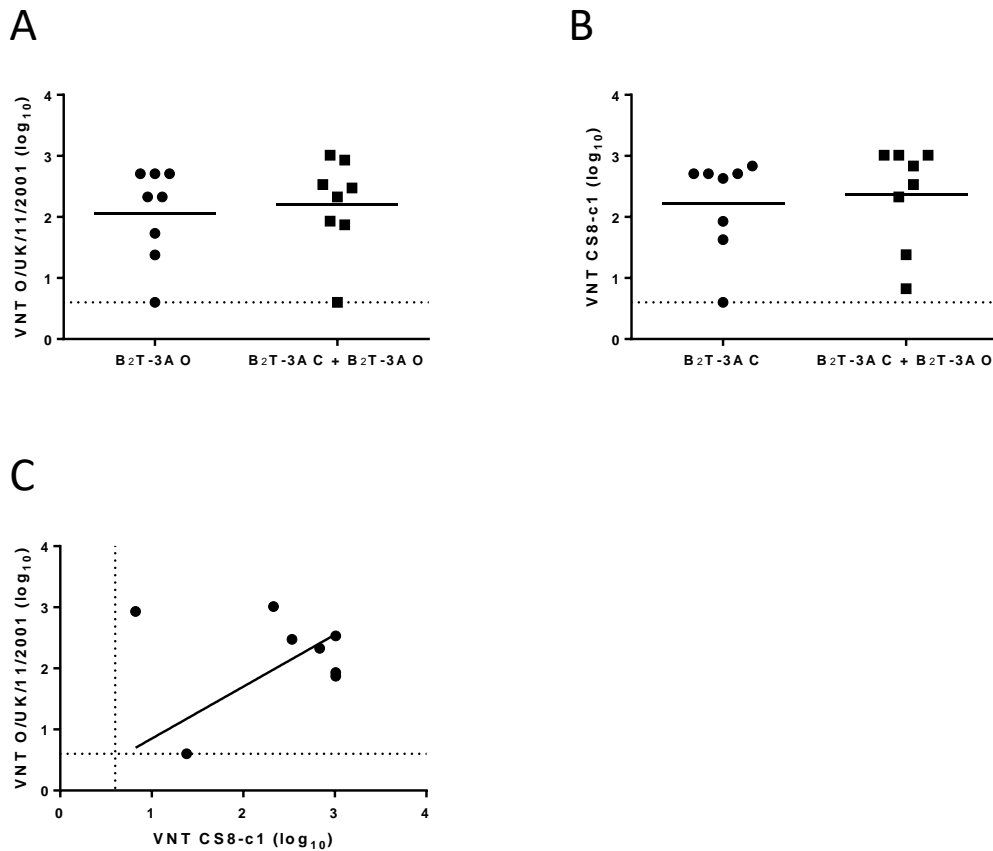 A
VNT O/UK/11/2001 (log10)
4
3
2
1
0
B2T-3A O
B2T-3A C + B2T-3A O
B
VNT CS8-c1 (log10)
4
3
2
1
0
B2T-3A C
B2T-3A C + B2T-3A O
C
VNT O/UK/11/2001 (log10)
4
3
2
1
0
0 1 2 3 4
VNT CS8-c1 (log10)